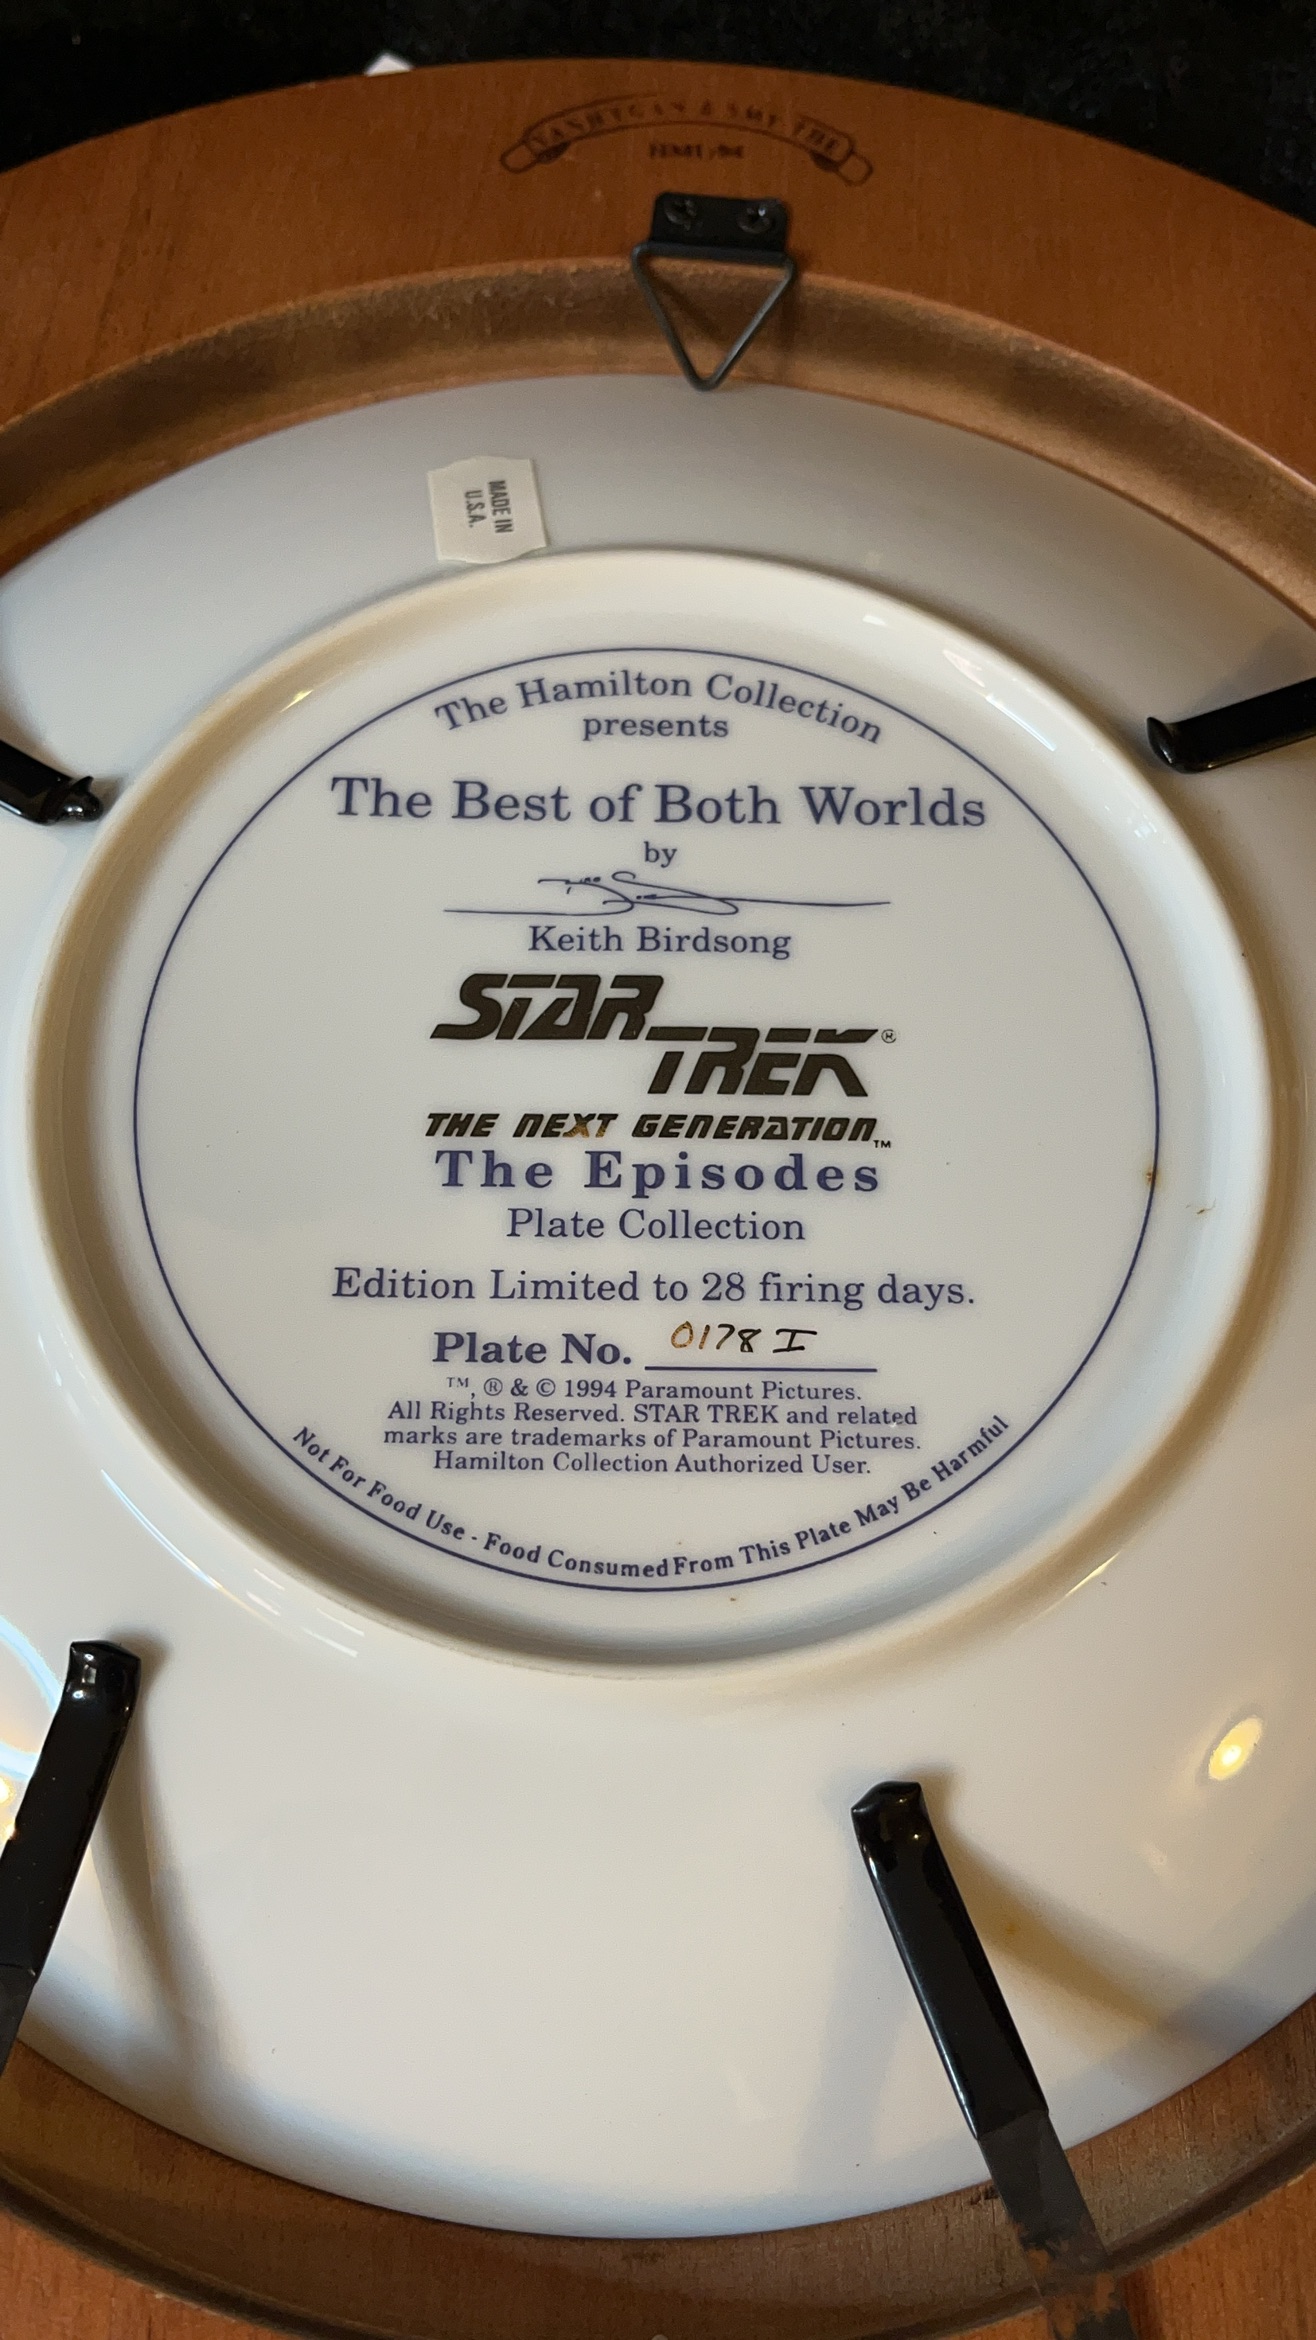 MADE IN
U.S.A.
The Hamilton Collection
presents
The Best of Both Worlds
by
Keith Birdsong
STAR
TREK®
THE NEXT GENERATION™
The Episodes
Plate Collection
Edition Limited to 28 firing days.
Plate No. 0178 I
™, ® & © 1994 Paramount Pictures.
All Rights Reserved. STAR TREK and related
marks are trademarks of Paramount Pictures.
Hamilton Collection Authorized User.
Not For Food Use - Food Consumed From This Plate May Be Harmful